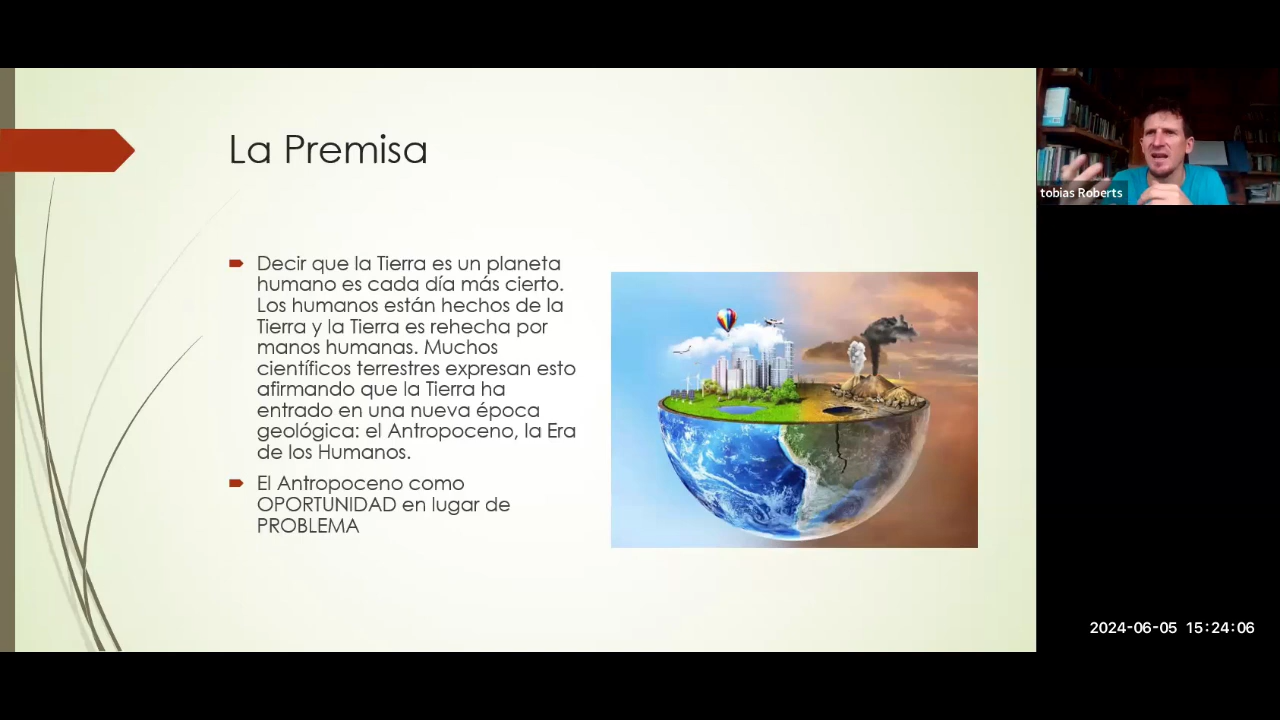 La Premisa
Decir que la Tierra es un planeta
humano es cada día más cierto.
Los humanos están hechos de la
Tierra y la Tierra es rehecha por
manos humanas. Muchos
científicos terrestres expresan esto
afirmando que la Tierra ha
entrado en una nueva época
geológica: el Antropoceno, la Era
de los Humanos.
El Antropoceno como
OPORTUNIDAD en lugar de
PROBLEMA
tobias Roberts
2024-06-05 15:24:06